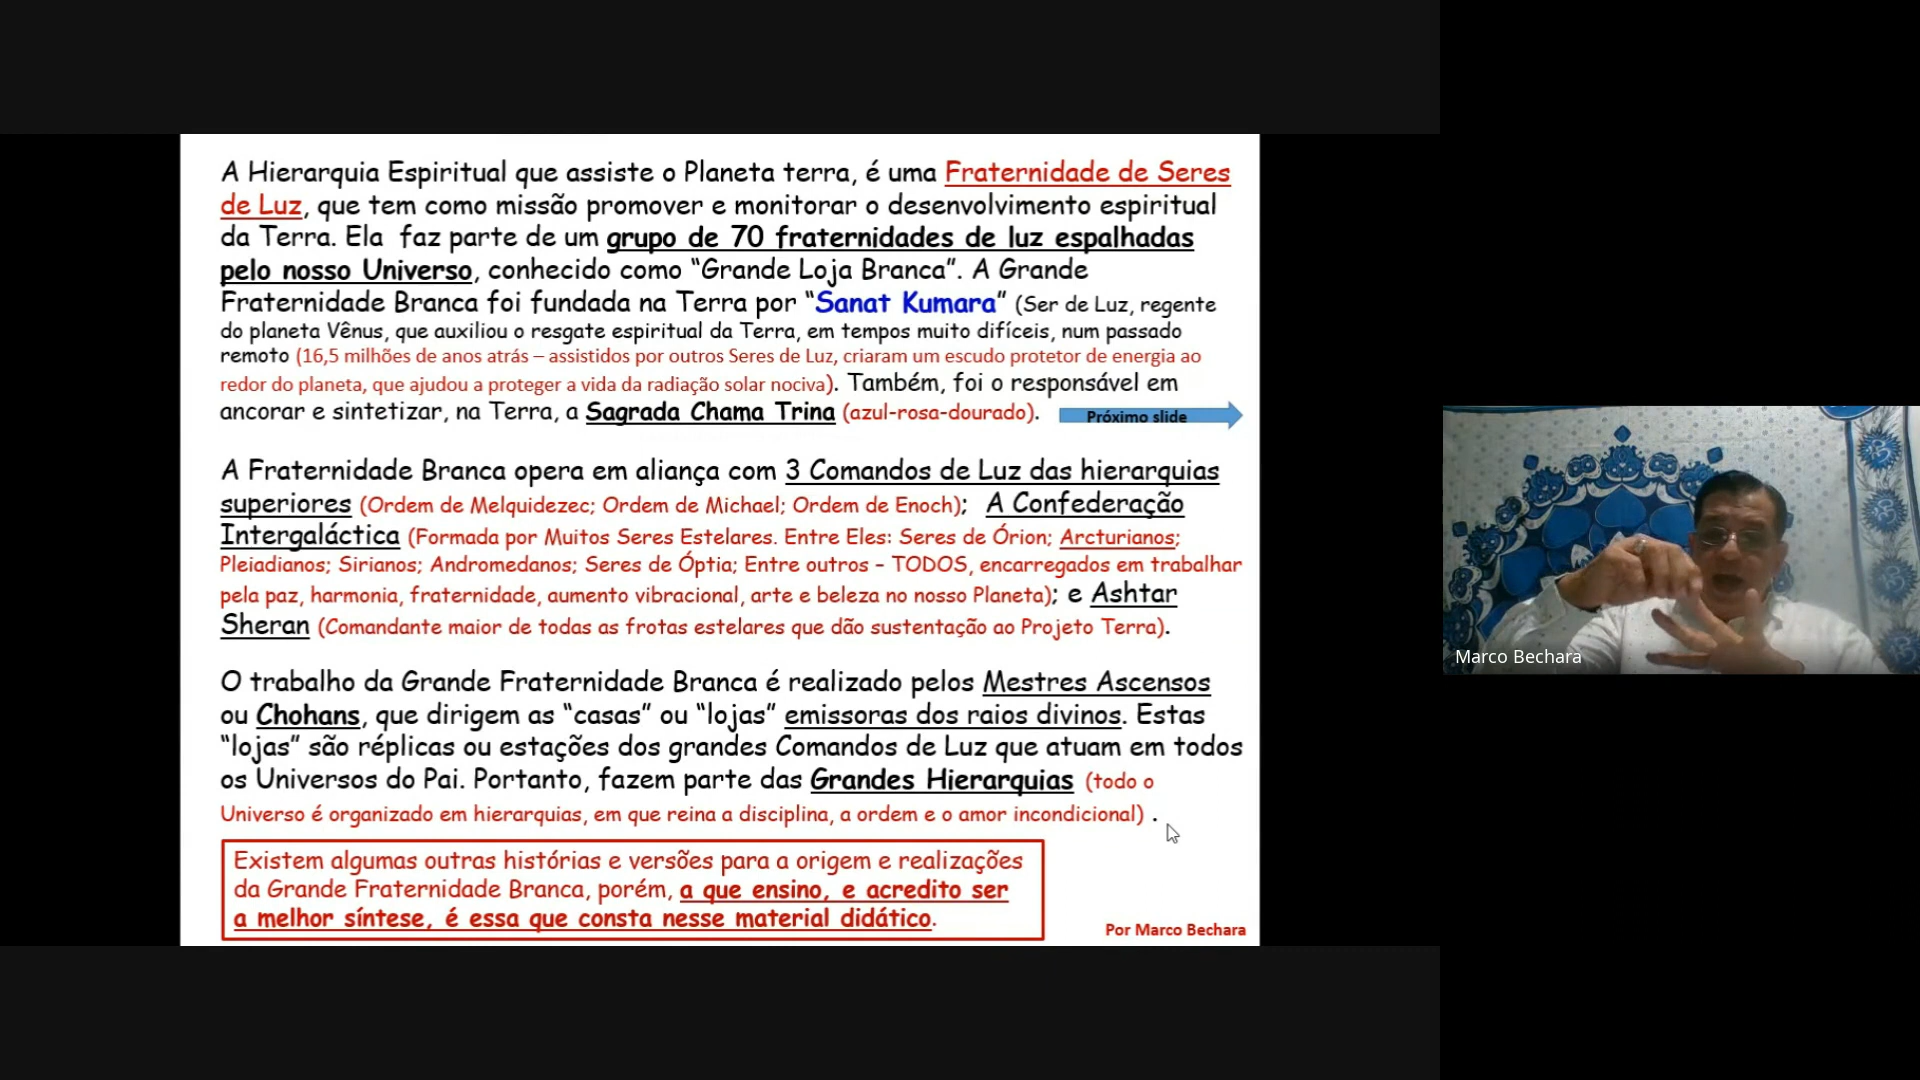 A Hierarquia Espiritual que assiste o Planeta terra, é uma Fraternidade de Seres
de Luz, que tem como missão promover e monitorar o desenvolvimento espiritual
da Terra. Ela faz parte de um grupo de 70 fraternidades de luz espalhadas
pelo nosso Universo, conhecido como “Grande Loja Branca”. A Grande
Fraternidade Branca foi fundada na Terra por “Sanat Kumara” (Ser de Luz, regente
do planeta Vênus, que auxiliou o resgate espiritual da Terra, em tempos muito difíceis, num passado
remoto (16,5 milhões de anos atrás – assistidos por outros Seres de Luz, criaram um escudo protetor de energia ao
redor do planeta, que ajudou a proteger a vida da radiação solar nociva). Também, foi o responsável em
ancorar e sintetizar, na Terra, a Sagrada Chama Trina (azul-rosa-dourado).
Próximo slide
A Fraternidade Branca opera em aliança com 3 Comandos de Luz das hierarquias
superiores (Ordem de Melquidezec; Ordem de Michael; Ordem de Enoch); A Confederação
Intergaláctica (Formada por Muitos Seres Estelares. Entre Eles: Seres de Órion; Arcturianos;
Pleiadianos; Sirianos; Andromedanos; Seres de Óptia; Entre outros – TODOS, encarregados em trabalhar
pela paz, harmonia, fraternidade, aumento vibracional, arte e beleza no nosso Planeta); e Ashtar
Sheran (Comandante maior de todas as frotas estelares que dão sustentação ao Projeto Terra).
O trabalho da Grande Fraternidade Branca é realizado pelos Mestres Ascensos
ou Chohans, que dirigem as “casas” ou “lojas” emissoras dos raios divinos. Estas
“lojas” são réplicas ou estações dos grandes Comandos de Luz que atuam em todos
os Universos do Pai. Portanto, fazem parte das Grandes Hierarquias (todo o
Universo é organizado em hierarquias, em que reina a disciplina, a ordem e o amor incondicional) .
Existem algumas outras histórias e versões para a origem e realizações
da Grande Fraternidade Branca, porém, a que ensino, e acredito ser
a melhor síntese, é essa que consta nesse material didático.
Por Marco Bechara
Marco Bechara